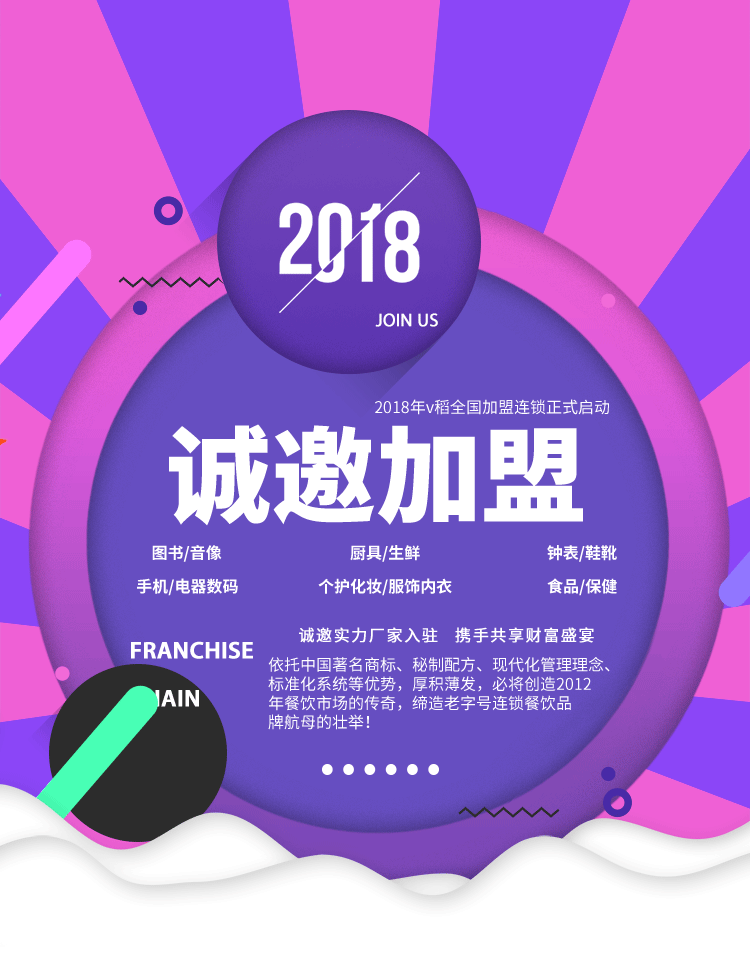 2018
JOIN US
2018年v稻全国加盟连锁正式启动
诚邀加盟
图书/音像 厨具/生鲜 钟表/鞋靴
手机/电器数码 个护化妆/服饰内衣 食品/保健
FRANCHISE
诚邀实力厂家入驻 携手共享财富盛宴
依托中国著名商标、秘制配方、现代化管理理念、
标准化系统等优势，厚积薄发，必将创造2012
年餐饮市场的传奇，缔造老字号连锁餐饮品
牌航母的壮举！